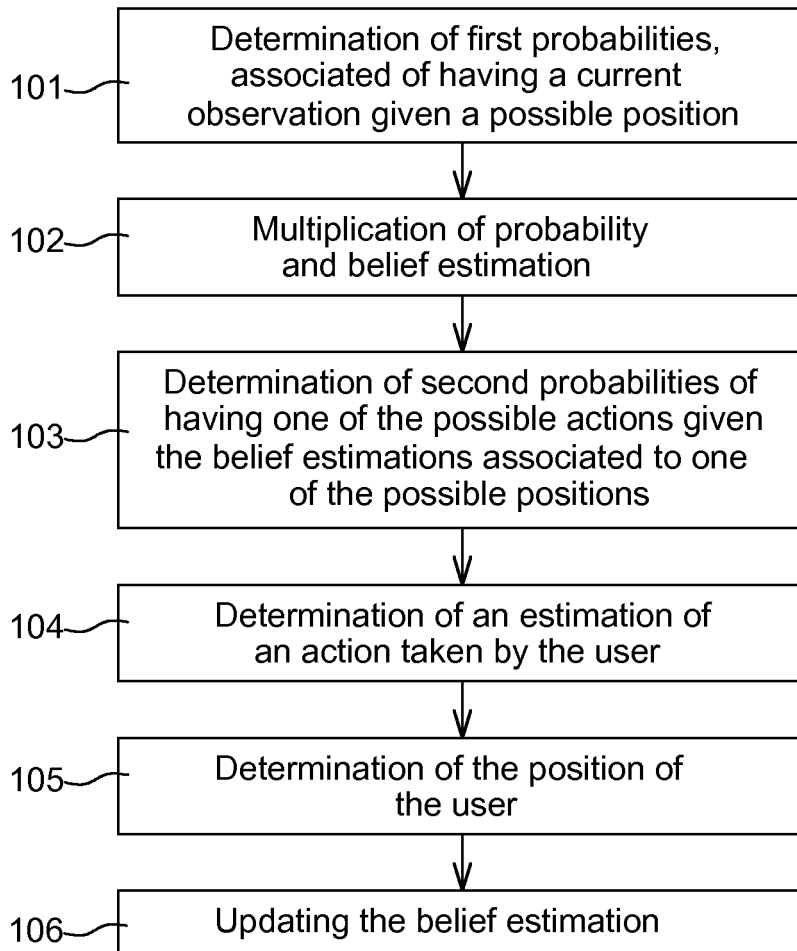 Determination of first probabilities,
101
associated of having a current
observation given a possible position
102
Multiplication of probability
and belief estimation
Determination of second probabilities of
having one of the possible actions given
103
the belief estimations associated to one
of the possible positions
104
Determination of an estimation of
an action taken by the user
105
Determination of the position of
the user
106
Updating the belief estimation